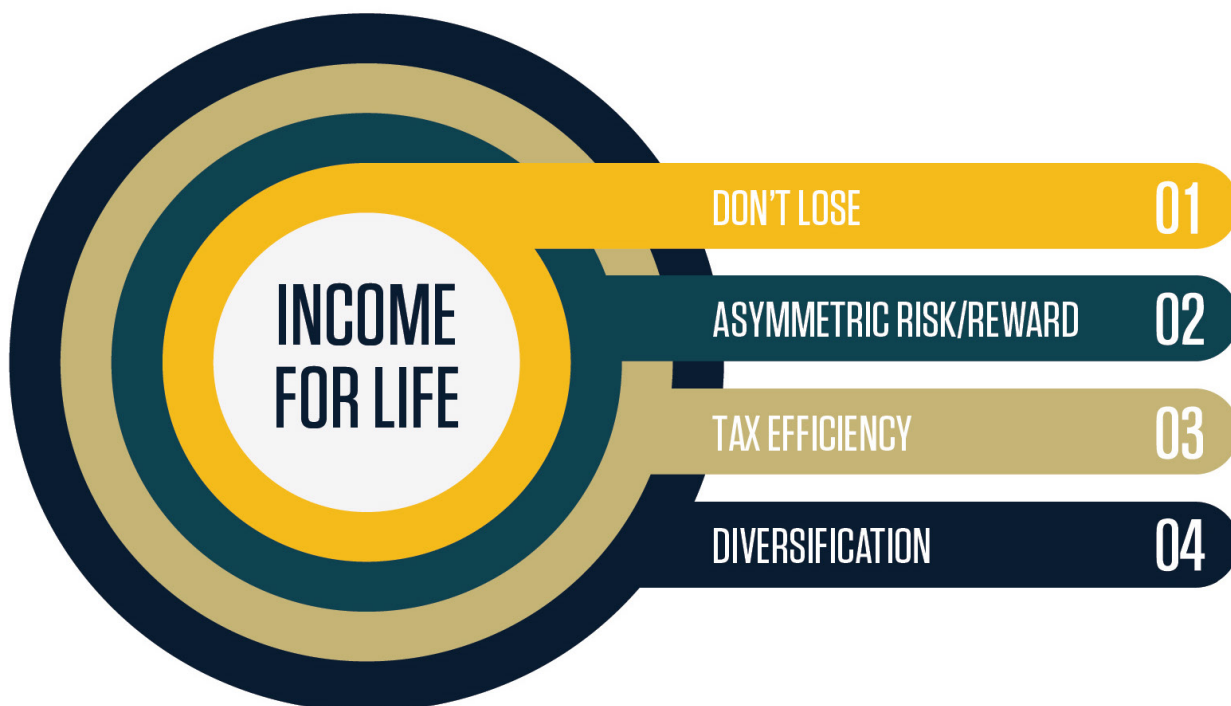 INCOME
FOR LIFE
DON'T LOSE 01
ASYMMETRIC RISK/REWARD 02
TAX EFFICIENCY 03
DIVERSIFICATION 04